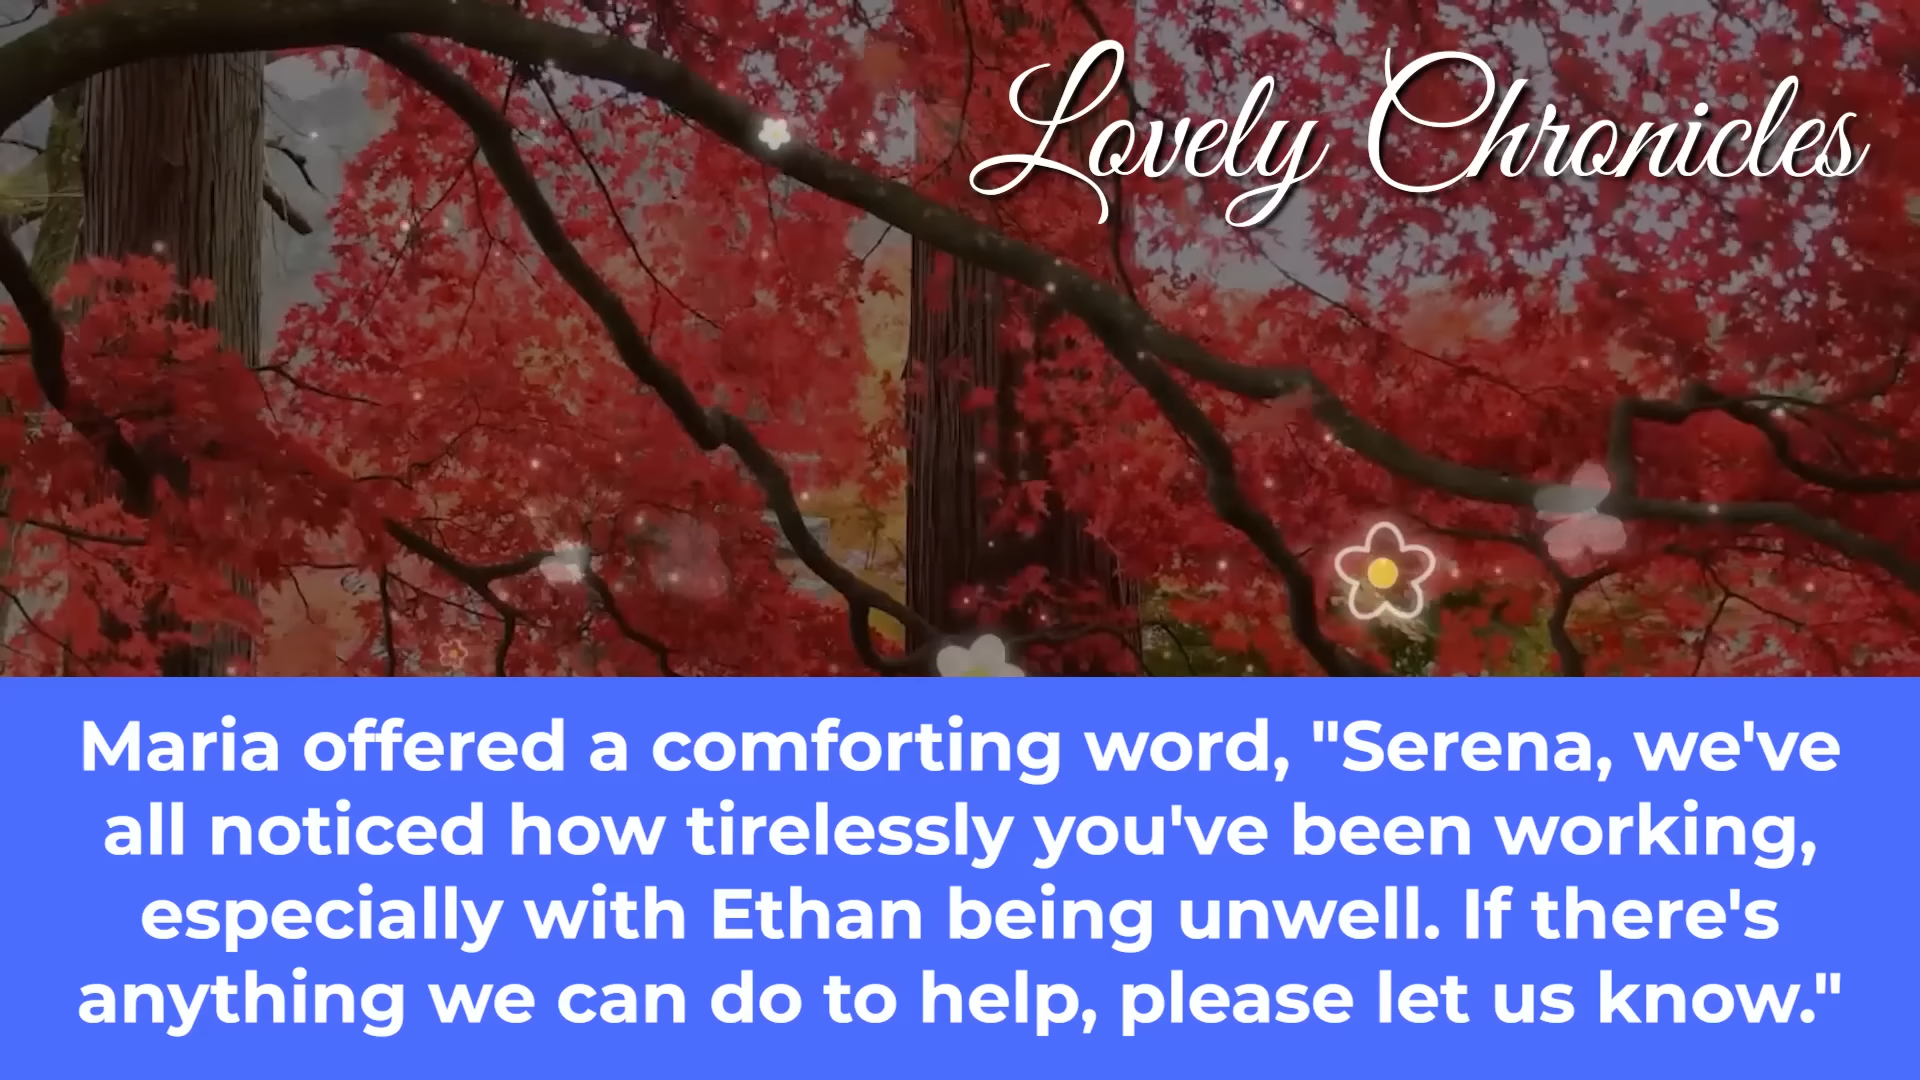 Lovely Chronicles
Maria offered a comforting word, "Serena, we've
all noticed how tirelessly you've been working,
especially with Ethan being unwell. If there's
anything we can do to help, please let us know."